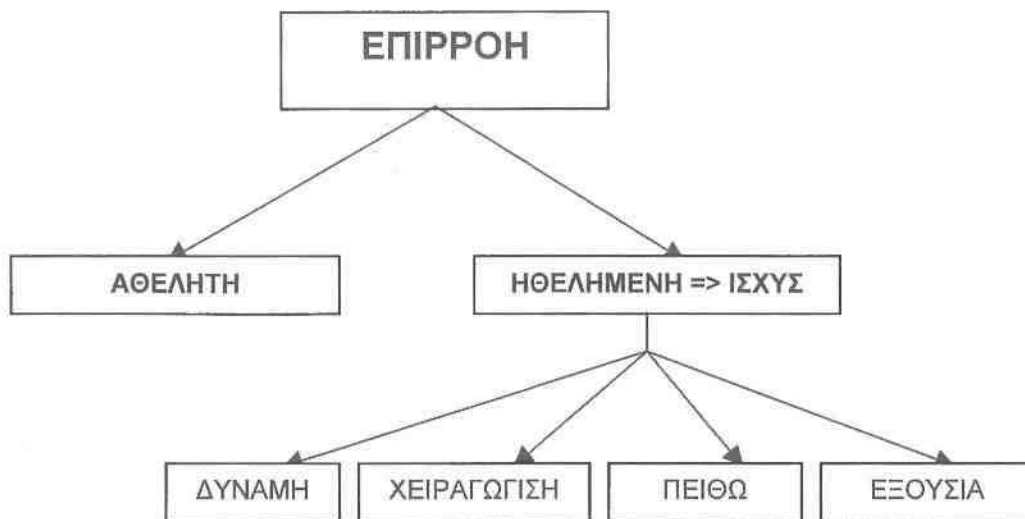 ΕΠΙΡΡΟΗ
ΑΘΕΛΗΤΗ
ΗΘΕΛΗΜΕΝΗ => ΙΣΧΥΣ
ΔΥΝΑΜΗ
ΧΕΙΡΑΓΩΓΙΣΗ
ΠΕΙΘΩ
ΕΞΟΥΣΙΑ